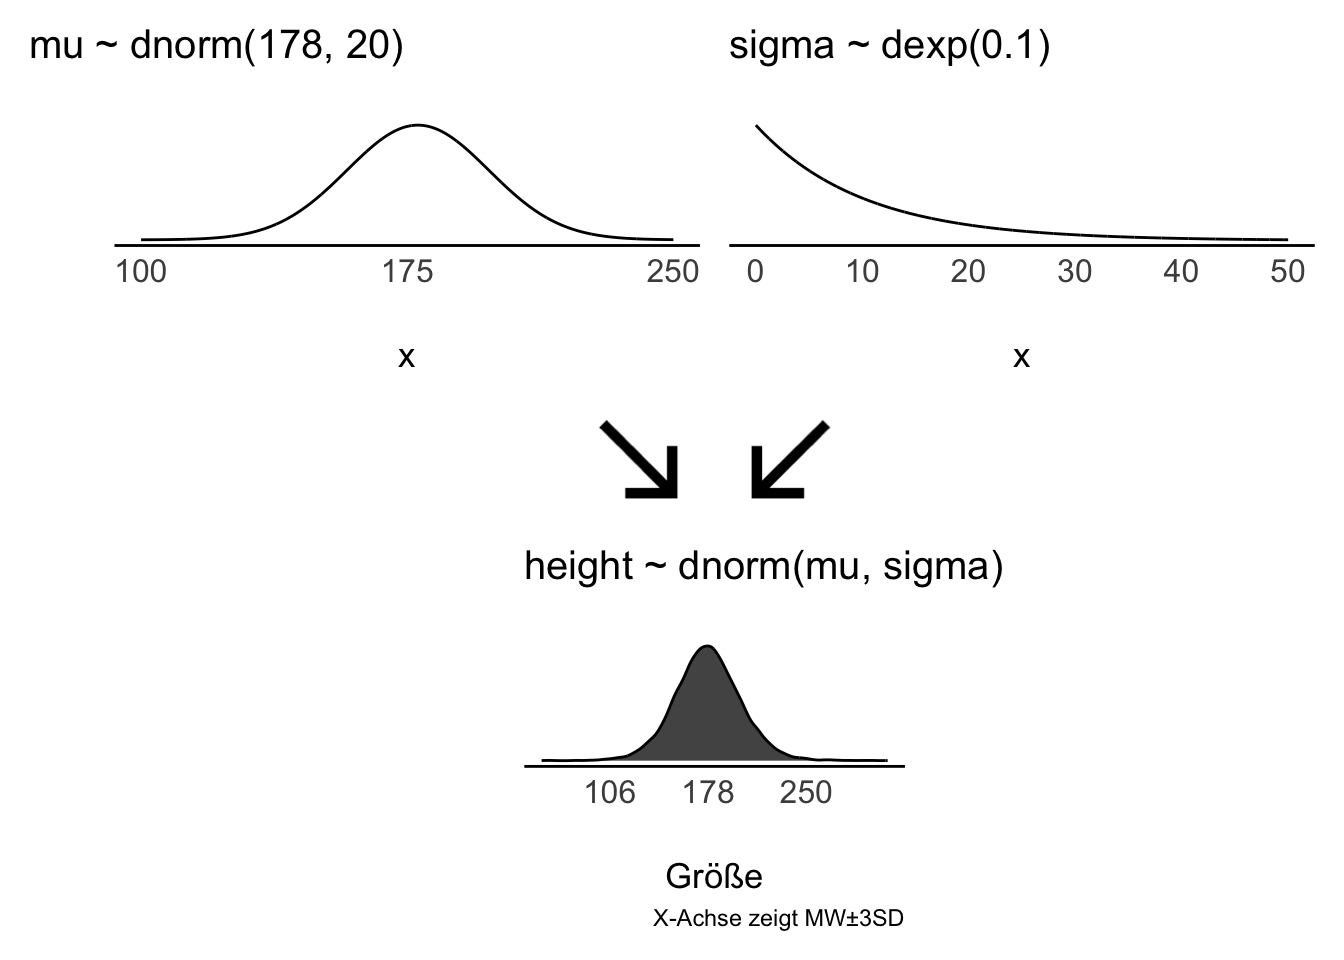 mu ~ dnorm(178, 20)
sigma ~ dexp(0.1)
100 175 250
0 10 20 30 40 50
x
x
height ~ dnorm(mu, sigma)
106 178 250
Größe
X-Achse zeigt MW±3SD